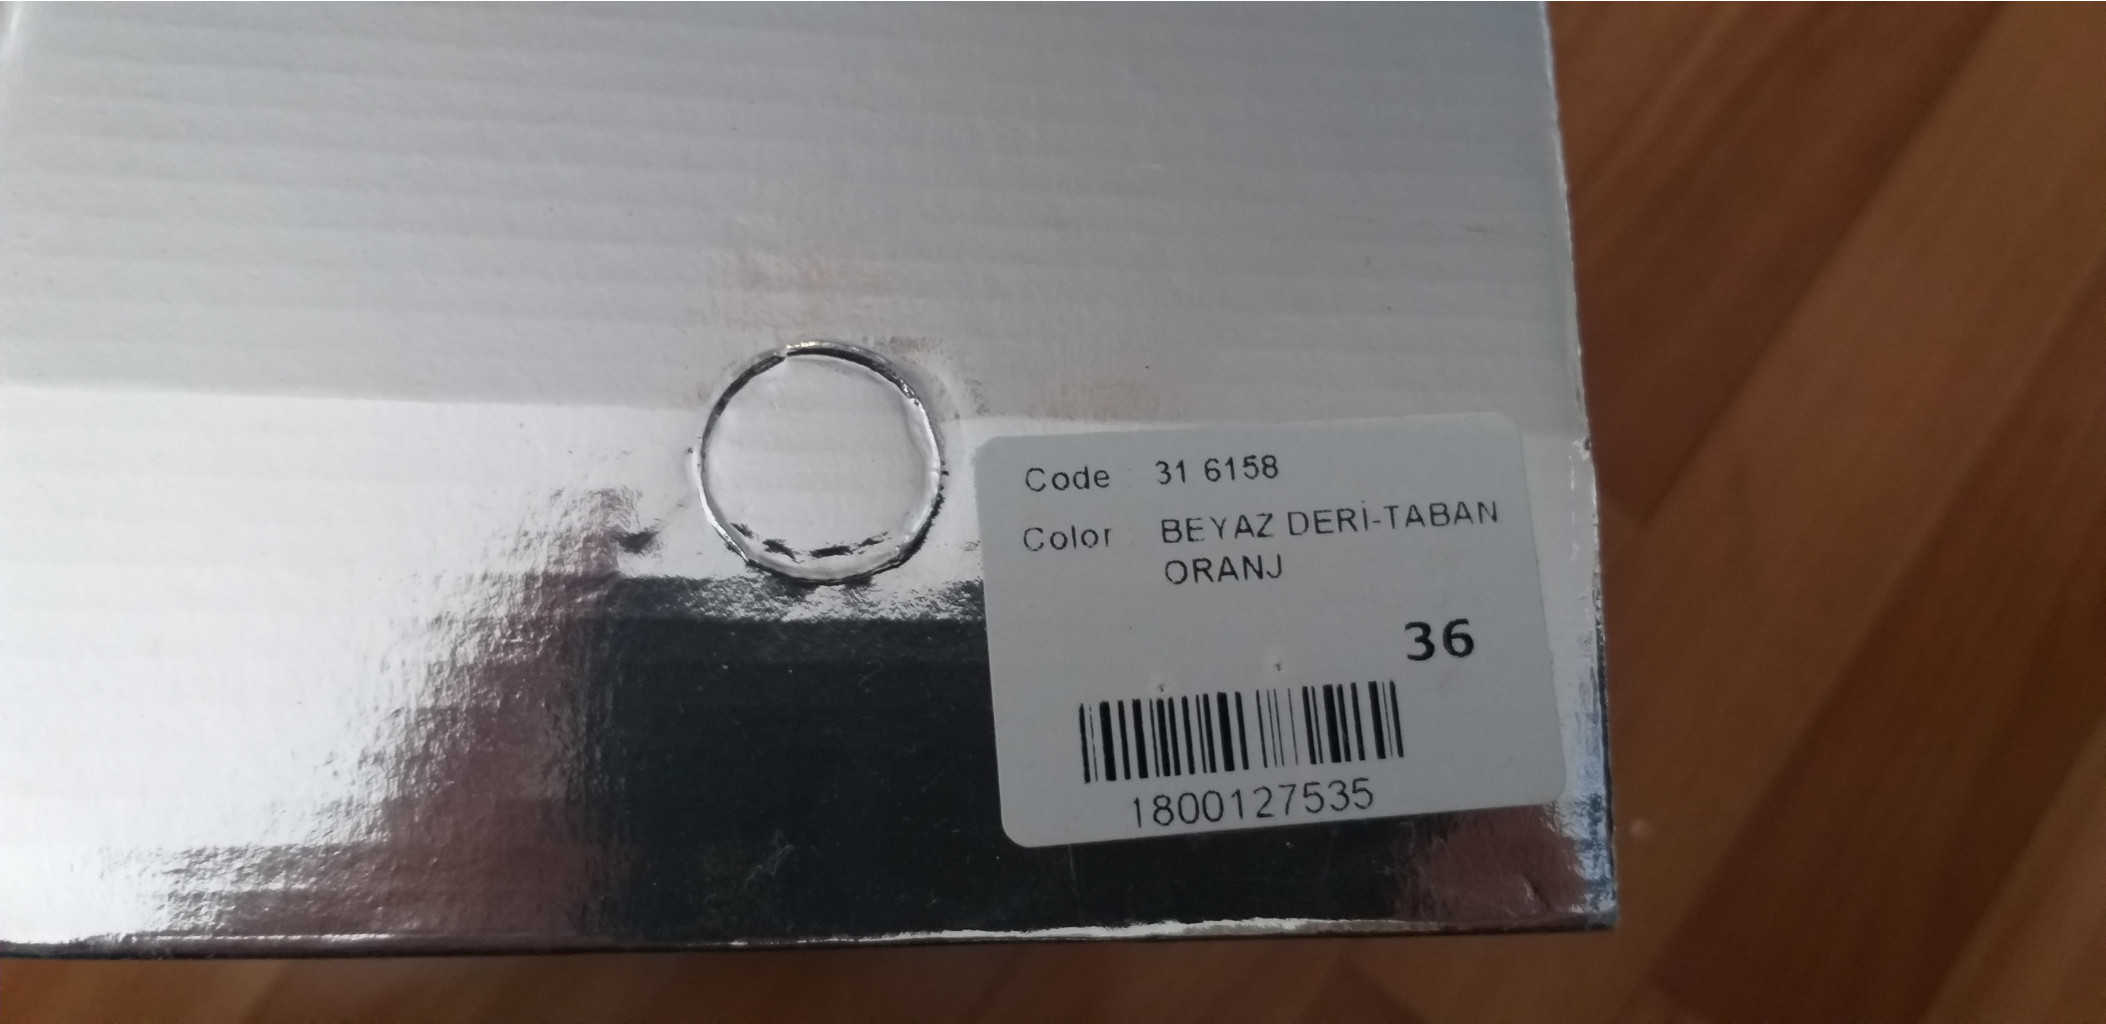 Code : 31 6158
Color : BEYAZ DERİ-TABAN
ORANJ
36
1800127535